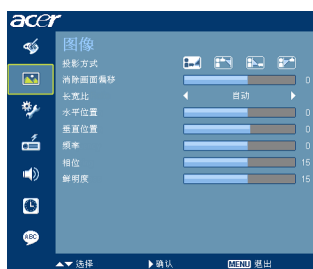 acer
图像
投影方式
消除画面偏移 0
长宽比 自动
水平位置 0
垂直位置 0
频率 0
相位 15
鲜明度 15
ABC
选择 确认 MENU 退出